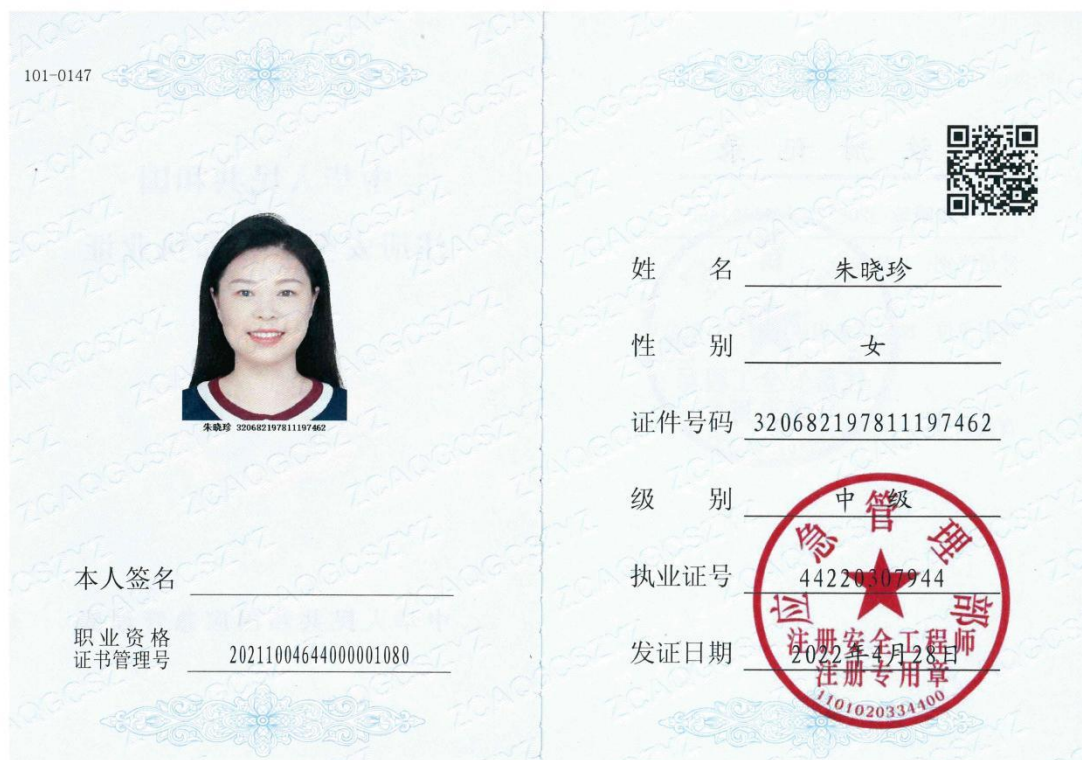 101-0147
朱晓珍 320682197811197462
本人签名
职业资格
证书管理号 20211004644000001080
姓 名 朱晓珍
性 别 女
证件号码 320682197811197462
级 别 中级
执业证号 44220307944
发证日期 2022年4月28日
应急管理部
注册安全工程师
注册专用章
1101020334400
ZCAQGCSYZ